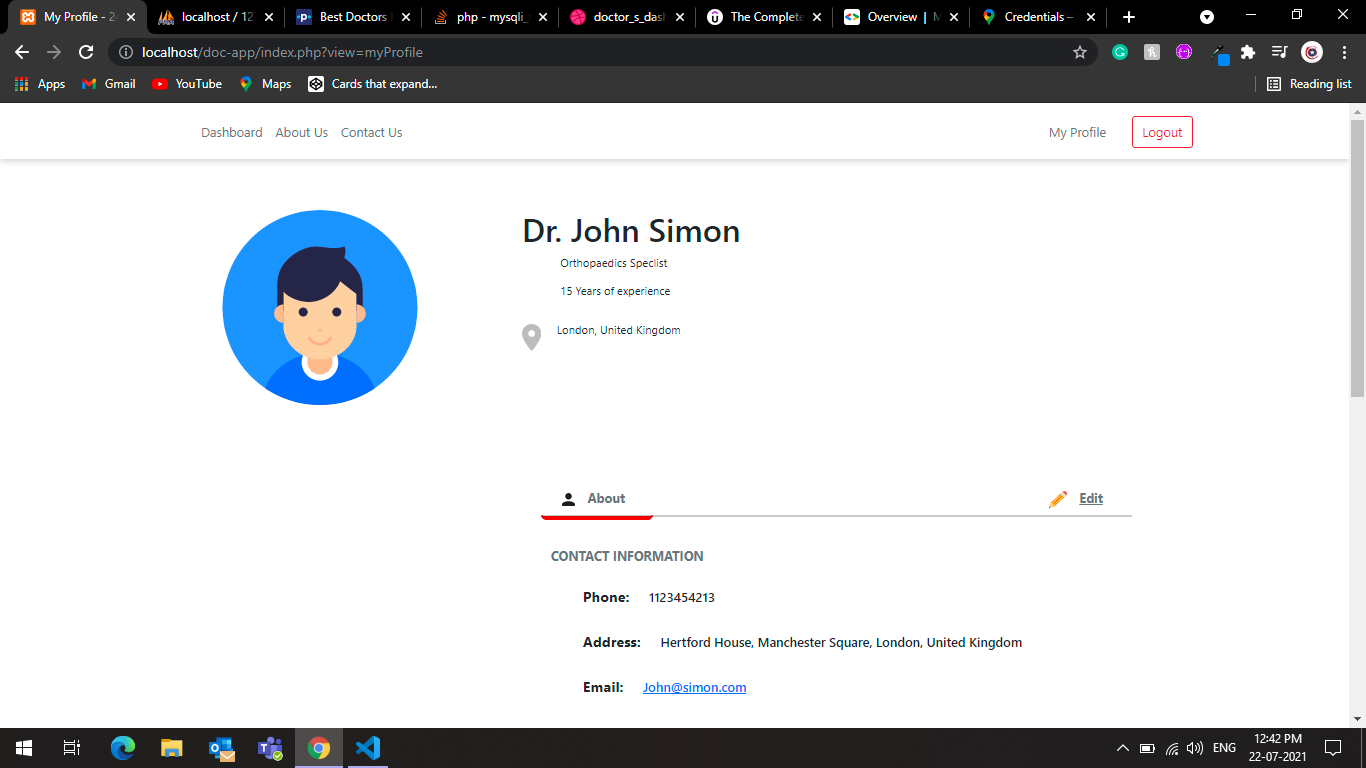 My Profile - 2
localhost / 12
Best Doctors
php - mysqli_
doctor_s_das
The Complete
Overview | M
Credentials –
localhost/doc-app/index.php?view=myProfile
Apps
Gmail
YouTube
Maps
Cards that expand...
Reading list
Dashboard About Us Contact Us
My Profile
Logout
Dr. John Simon
Orthopaedics Speclist
15 Years of experience
London, United Kingdom
About
Edit
CONTACT INFORMATION
Phone: 1123454213
Address: Hertford House, Manchester Square, London, United Kingdom
Email: John@simon.com
ENG
12:42 PM
22-07-2021